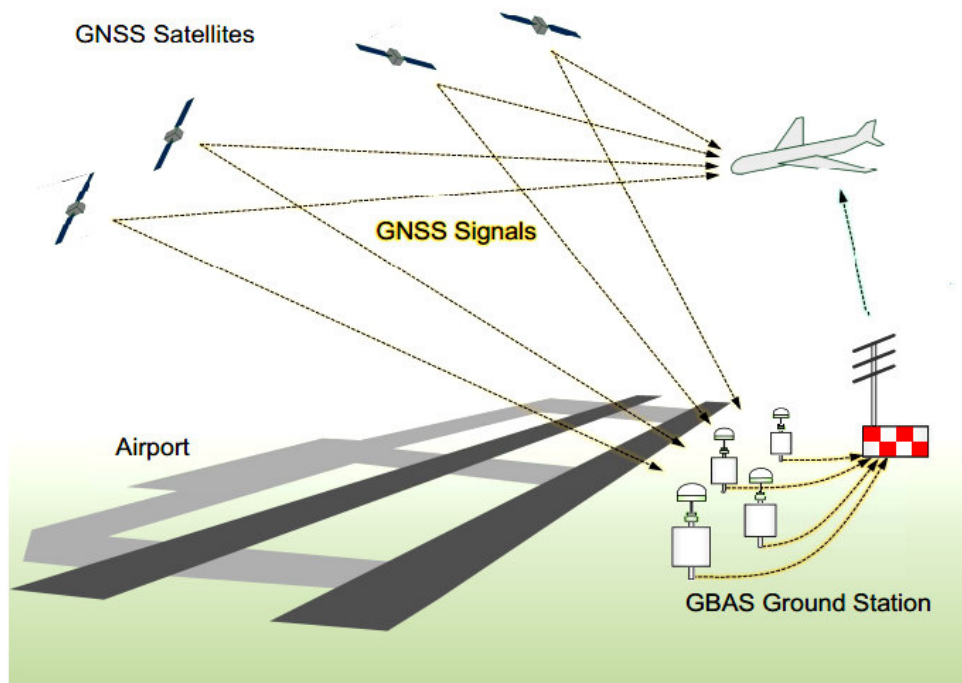 GNSS Satellites
GNSS Signals
Airport
GBAS Ground Station